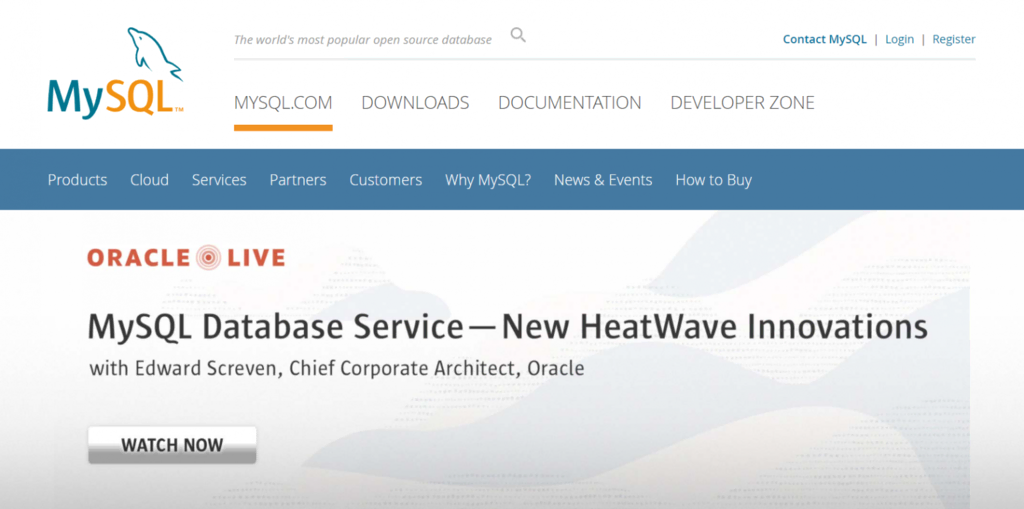 The world's most popular open source database
Contact MySQL | Login | Register
MySQL™
MYSQL.COM DOWNLOADS DOCUMENTATION DEVELOPER ZONE
Products Cloud Services Partners Customers Why MySQL? News & Events How to Buy
ORACLE LIVE
MySQL Database Service—New HeatWave Innovations
with Edward Screven, Chief Corporate Architect, Oracle
WATCH NOW